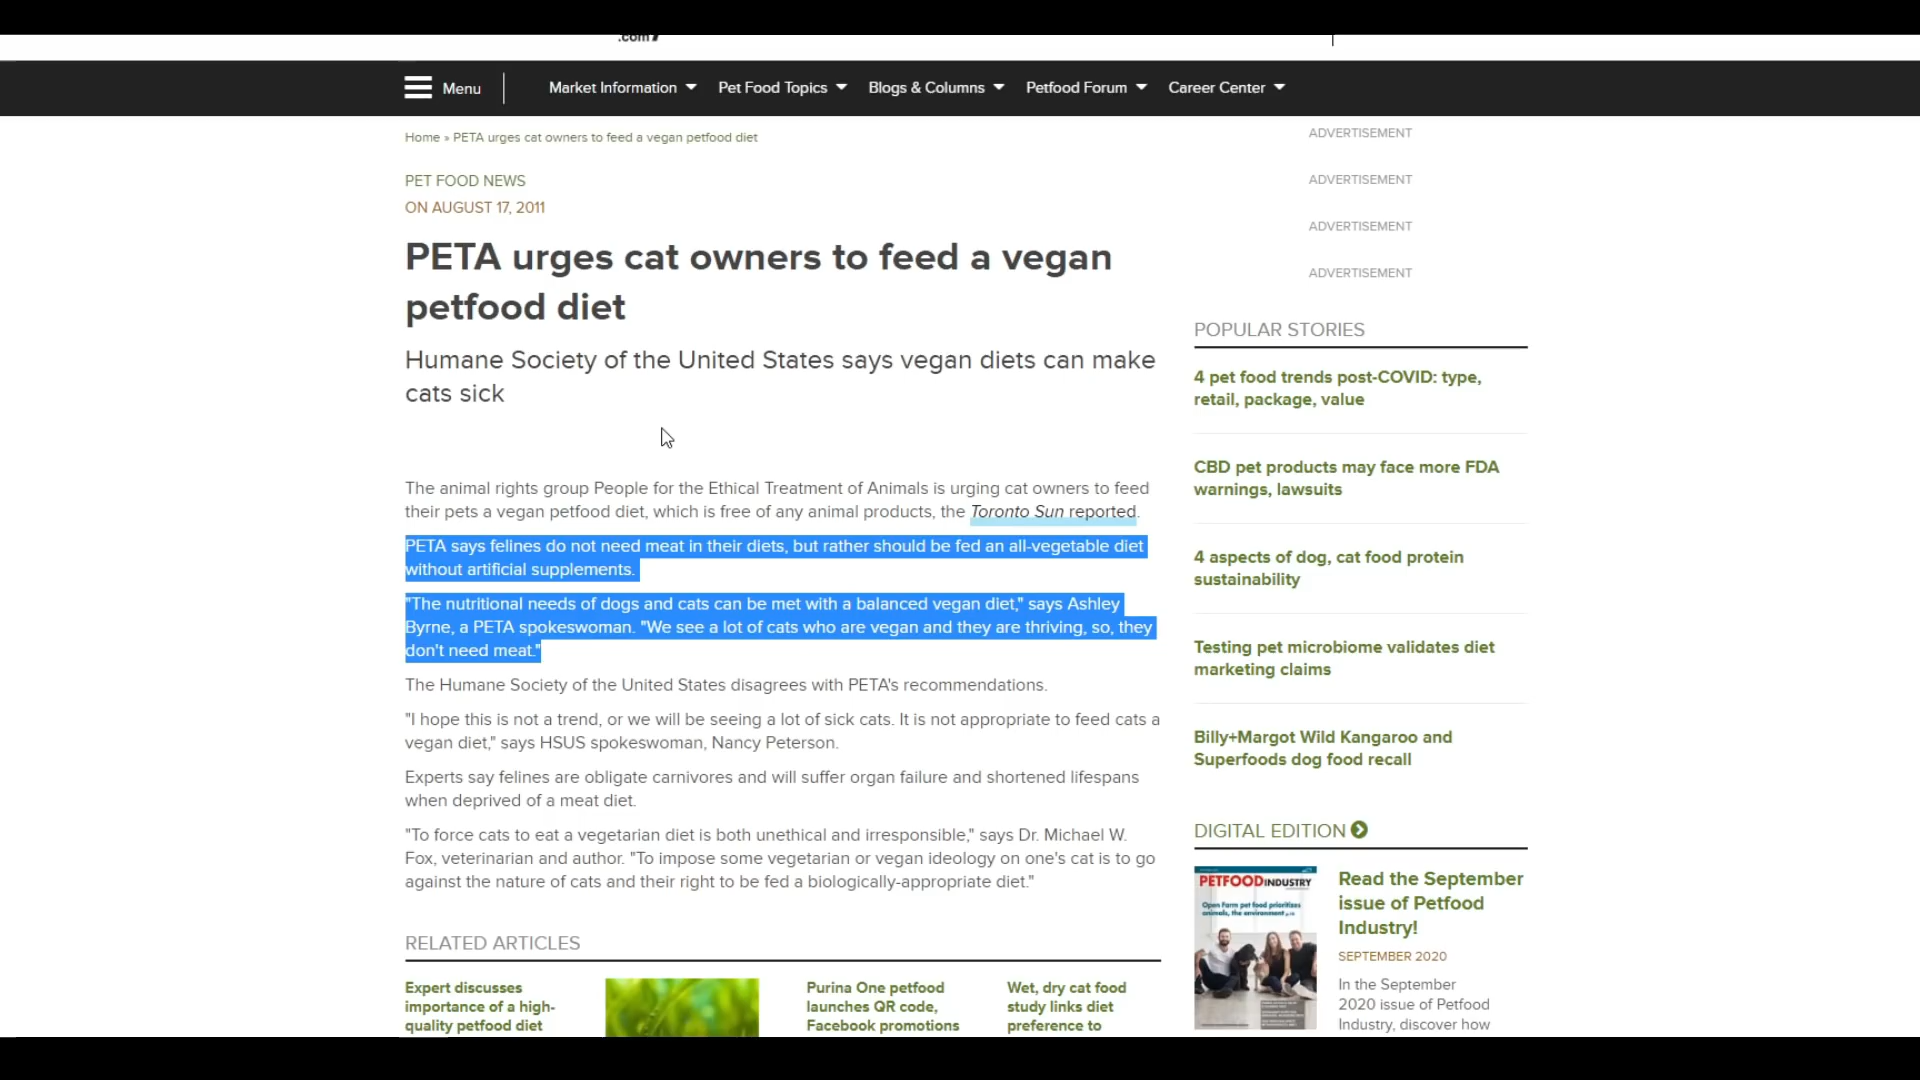 .com
Menu
Market Information
Pet Food Topics
Blogs & Columns
Petfood Forum
Career Center
Home » PETA urges cat owners to feed a vegan petfood diet
PET FOOD NEWS
ON AUGUST 17, 2011
PETA urges cat owners to feed a vegan
petfood diet
Humane Society of the United States says vegan diets can make
cats sick
The animal rights group People for the Ethical Treatment of Animals is urging cat owners to feed
their pets a vegan petfood diet, which is free of any animal products, the Toronto Sun reported.
PETA says felines do not need meat in their diets, but rather should be fed an all-vegetable diet
without artificial supplements.
"The nutritional needs of dogs and cats can be met with a balanced vegan diet," says Ashley
Byrne, a PETA spokeswoman. "We see a lot of cats who are vegan and they are thriving, so, they
don't need meat."
The Humane Society of the United States disagrees with PETA's recommendations.
"I hope this is not a trend, or we will be seeing a lot of sick cats. It is not appropriate to feed cats a
vegan diet," says HSUS spokeswoman, Nancy Peterson.
Experts say felines are obligate carnivores and will suffer organ failure and shortened lifespans
when deprived of a meat diet.
"To force cats to eat a vegetarian diet is both unethical and irresponsible," says Dr. Michael W.
Fox, veterinarian and author. "To impose some vegetarian or vegan ideology on one's cat is to go
against the nature of cats and their right to be fed a biologically-appropriate diet."
RELATED ARTICLES
Expert discusses
importance of a high-
quality petfood diet
Purina One petfood
launches QR code,
Facebook promotions
Wet, dry cat food
study links diet
preference to
ADVERTISEMENT
ADVERTISEMENT
ADVERTISEMENT
ADVERTISEMENT
POPULAR STORIES
4 pet food trends post-COVID: type,
retail, package, value
CBD pet products may face more FDA
warnings, lawsuits
4 aspects of dog, cat food protein
sustainability
Testing pet microbiome validates diet
marketing claims
Billy+Margot Wild Kangaroo and
Superfoods dog food recall
DIGITAL EDITION
PETFOOD INDUSTRY
Open Farm pet food prioritizes
animals, the environment
Read the September
issue of Petfood
Industry!
SEPTEMBER 2020
In the September
2020 issue of Petfood
Industry, discover how